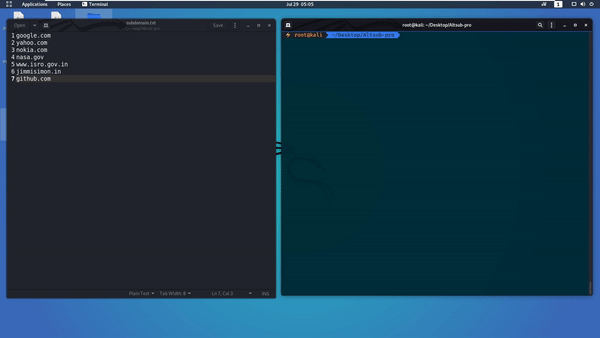 Applications Places Terminal Jul 29 05:05 1
Open subdomain.txt Save
1 google.com
2 yahoo.com
3 nokia.com
4 nasa.gov
5 www.isro.gov.in
6 jimmisimon.in
7 github.com
Plain Text Tab Width: 8 Ln 7, Col 3 INS
root@kali: ~/Desktop/Altsub-pro
root@kali ~/Desktop/Altsub-pro